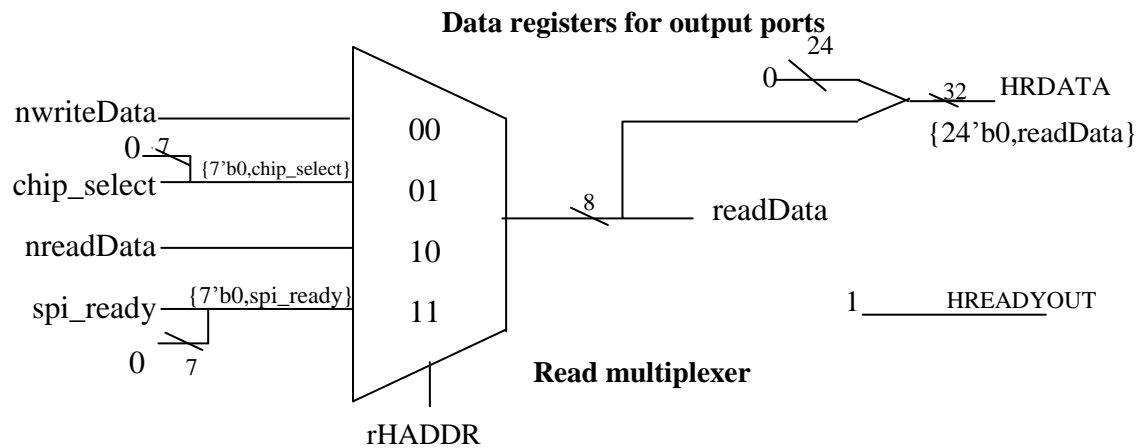 Data registers for output ports
24
0
32
HRDATA
{24'b0,readData}
nwriteData
00
0
7
{7'b0,chip_select}
chip_select
01
8
readData
nreadData
10
{7'b0,spi_ready}
spi_ready
11
0
7
1
HREADYOUT
Read multiplexer
rHADDR